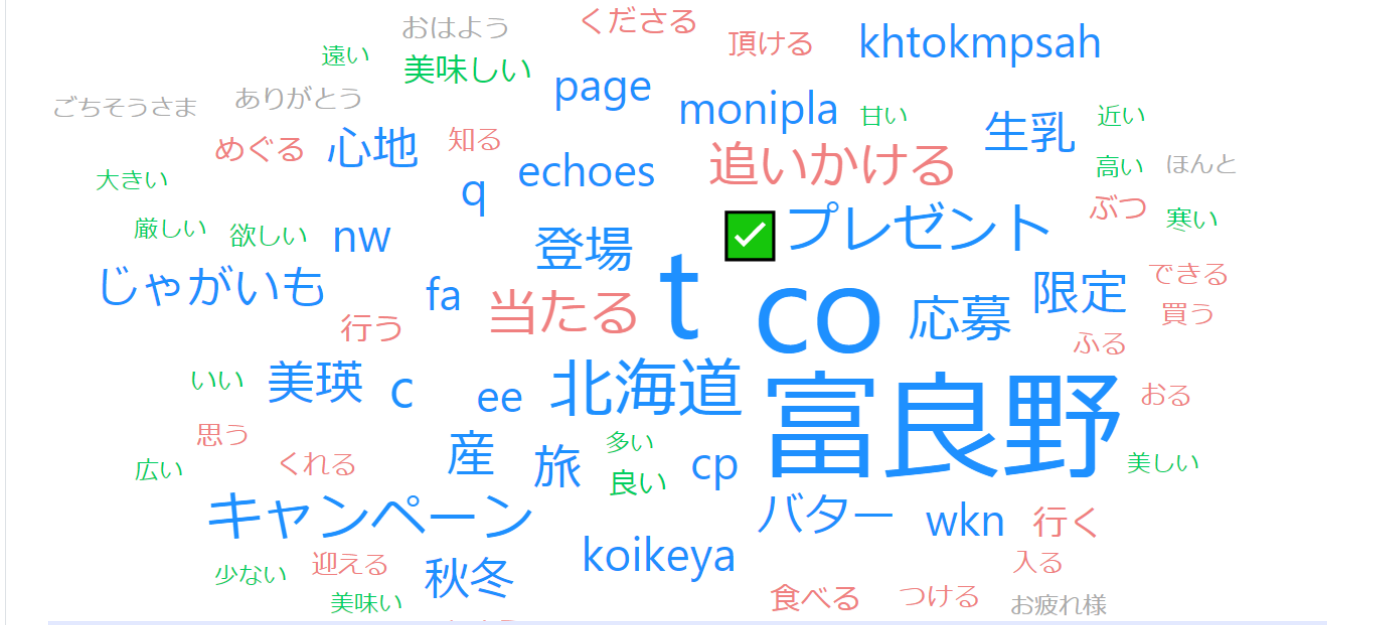 おはよう
くださる
頂ける
khtokmpsah
遠い
美味しい
page
monipla
甘い
生乳
近い
ごちそうさま
ありがとう
めぐる
心地
知る
echoes
追いかける
高い
ほんと
大きい
q
ぶつ
寒い
厳しい
欲しい
nw
登場
プレゼント
じゃがいも
fa
当たる
t
co
応募
限定
できる
買う
行う
ふる
いい
美瑛
c
ee
北海道
富良野
おる
思う
くれる
産
旅
多い
良い
cp
美しい
広い
キャンペーン
koikeya
バター
wkn
行く
少ない
迎える
秋冬
入る
美味い
食べる
つける
お疲れ様